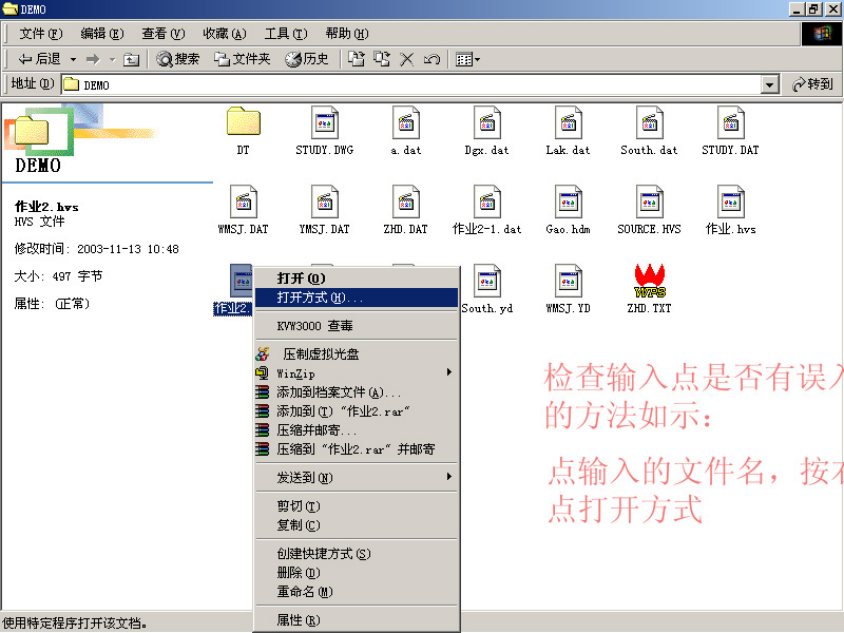 DEMO
文件(F) 编辑(E) 查看(V) 收藏(A) 工具(T) 帮助(H)
后退 搜索 文件夹 历史
地址(D) DEMO 转到
DEMO
作业2.hvs
HVS 文件
修改时间: 2003-11-13 10:48
大小: 497 字节
属性: (正常)
DT STUDY.DWG a.dat Dgx.dat Lak.dat South.dat STUDY.DAT
WMSJ.DAT YMSJ.DAT ZHD.DAT 作业2-1.dat Gao.hdm SOURCE.HVS 作业.hvs
作业2. South.yd WMSJ.YD ZHD.TXT
WPS
打开(O)
打开方式(H)...
KVW3000 查毒
压制虚拟光盘
WinZip
添加到档案文件(A)...
添加到(T) "作业2.rar"
压缩并邮寄...
压缩到 "作业2.rar" 并邮寄
发送到(N)
剪切(T)
复制(C)
创建快捷方式(S)
删除(D)
重命名(M)
属性(R)
检查输入点是否有误入
的方法如示：
点输入的文件名，按右
点打开方式
使用特定程序打开该文档。